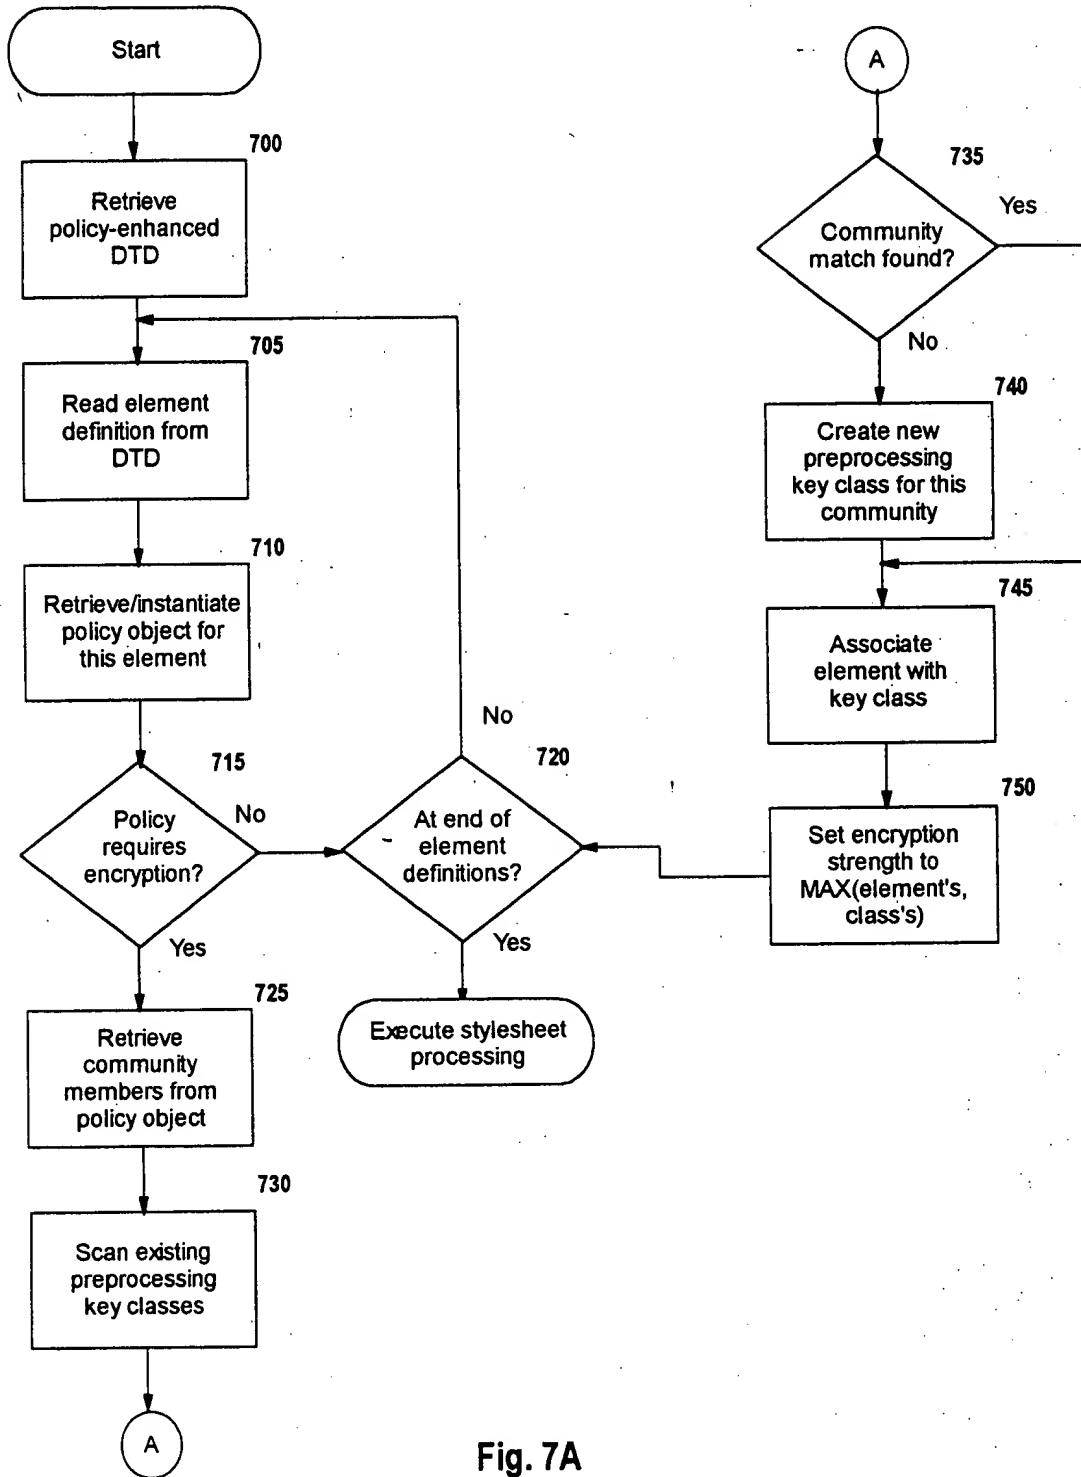 Start
700
Retrieve
policy-enhanced
DTD
705
Read element
definition from
DTD
710
Retrieve/instantiate
policy object for
this element
715
Policy
requires
encryption?
No
Yes
720
At end of
element
definitions?
No
Yes
Execute stylesheet
processing
725
Retrieve
community
members from
policy object
730
Scan existing
preprocessing
key classes
A
A
735
Community
match found?
Yes
No
740
Create new
preprocessing
key class for this
community
745
Associate
element with
key class
750
Set encryption
strength to
MAX(element's,
class's)
Fig. 7A